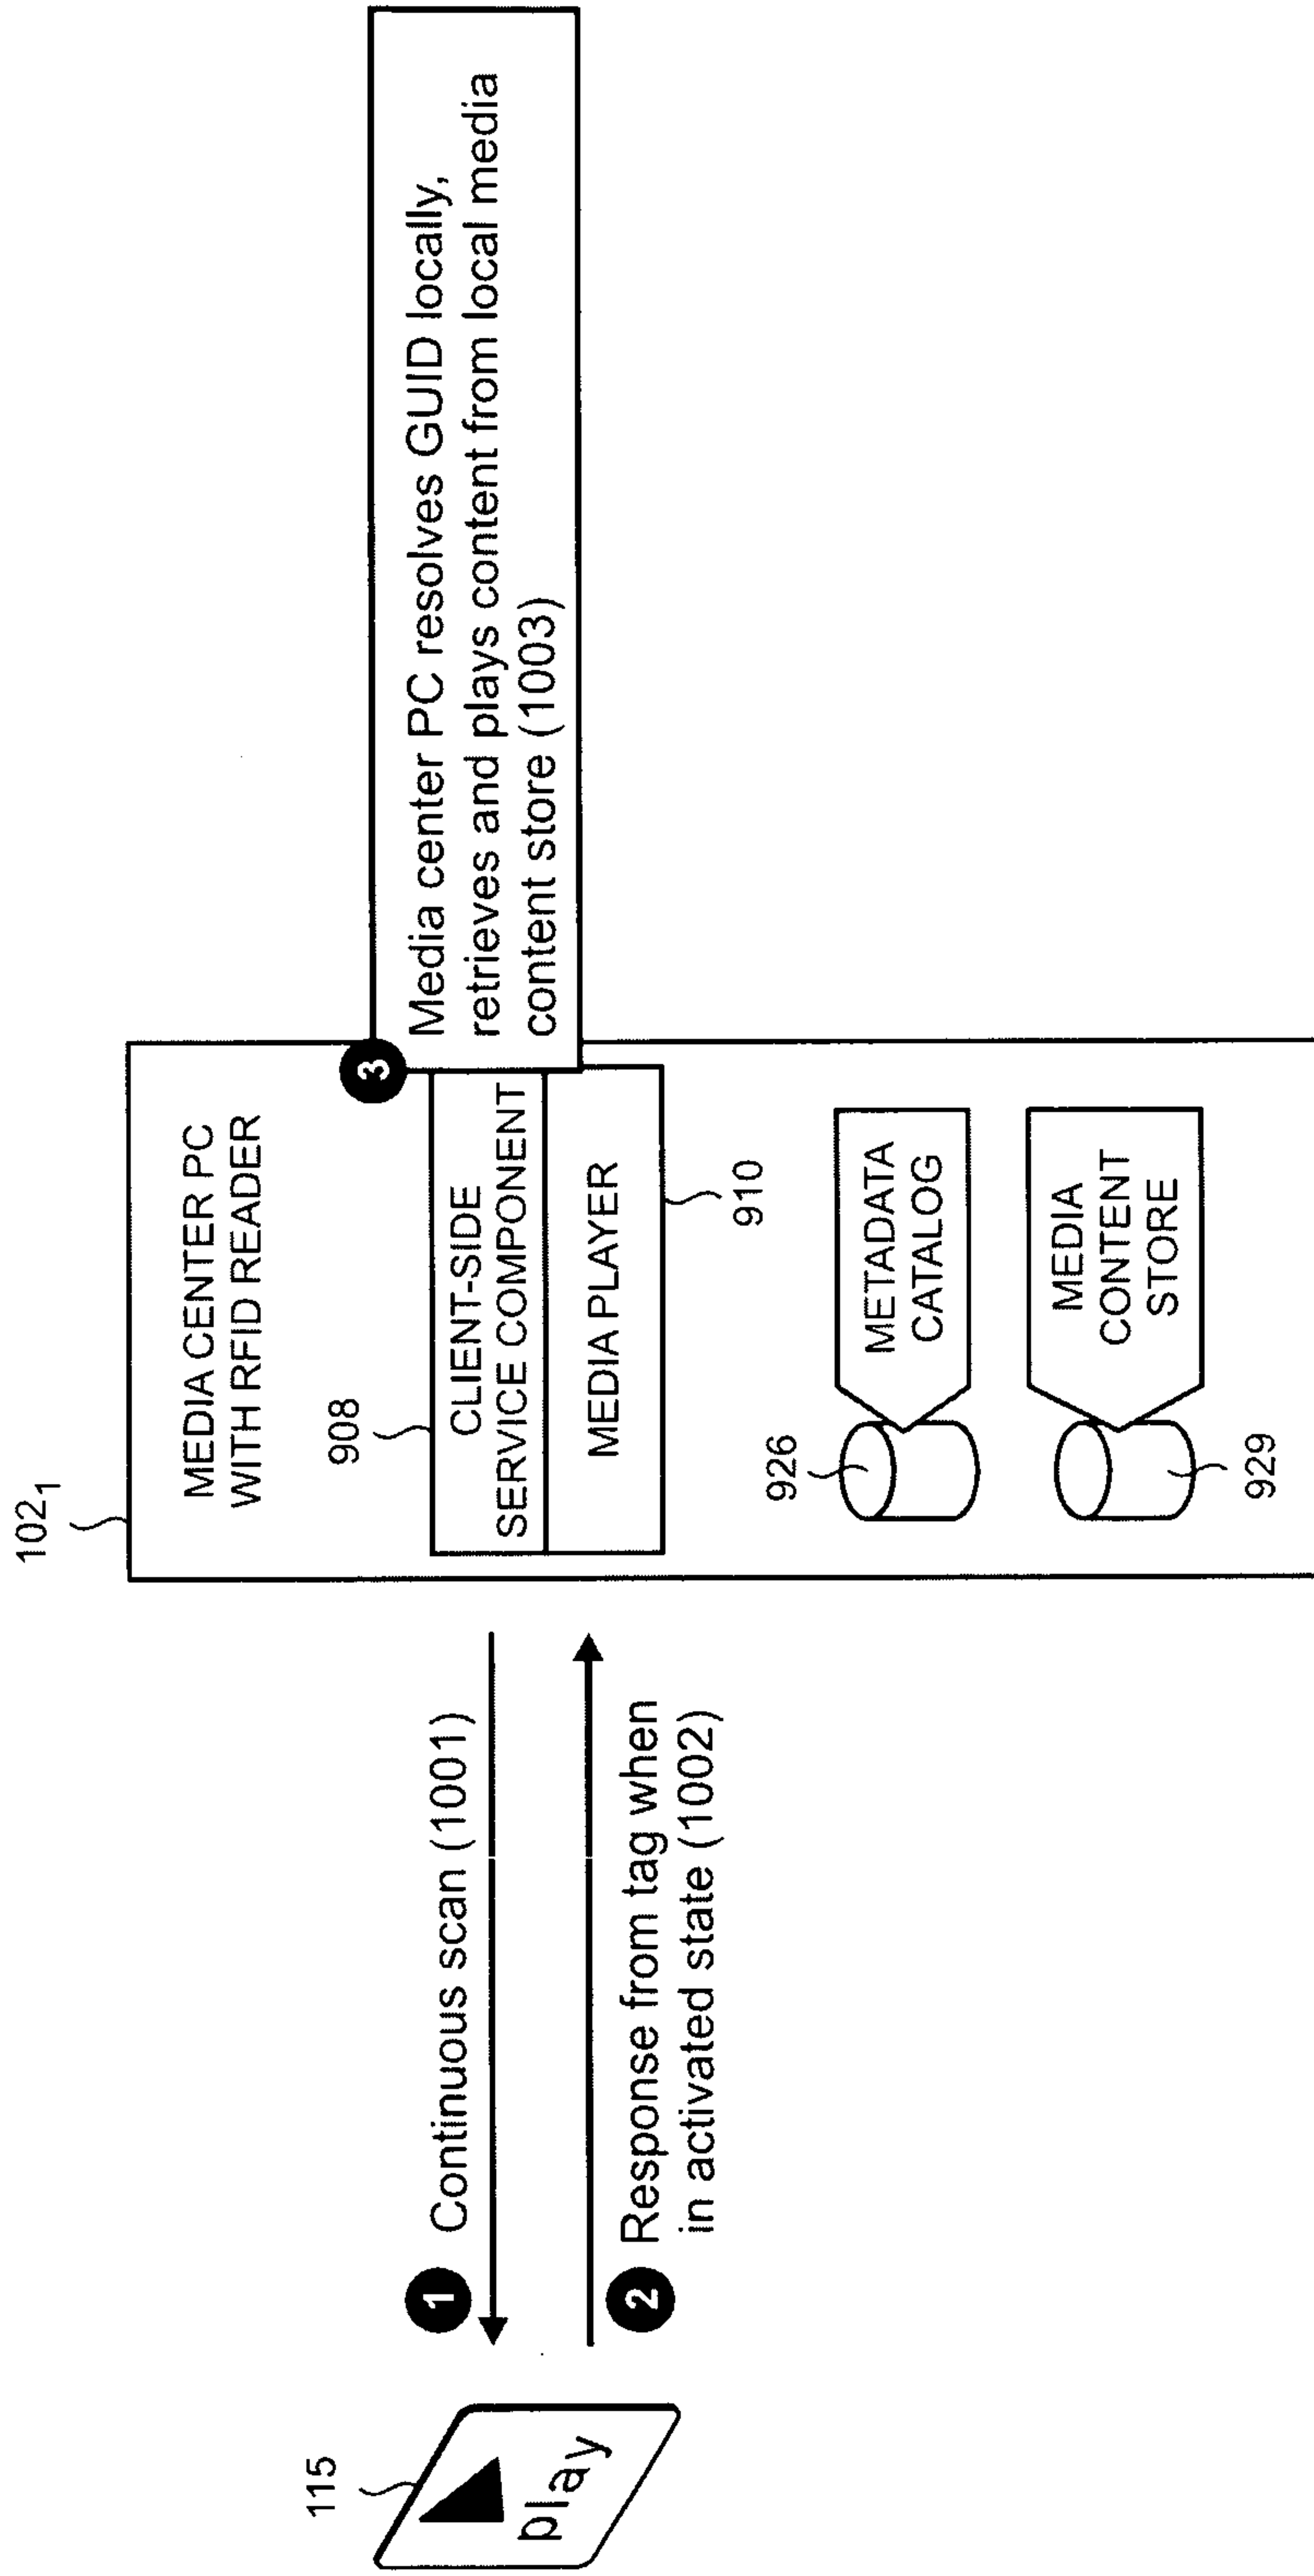 102₁
MEDIA CENTER PC
WITH RFID READER
115
play
1
Continuous scan (1001)
2
Response from tag when
in activated state (1002)
908
CLIENT-SIDE
SERVICE COMPONENT
MEDIA PLAYER
910
3
Media center PC resolves GUID locally,
retrieves and plays content from local media
content store (1003)
926
METADATA
CATALOG
929
MEDIA
CONTENT
STORE